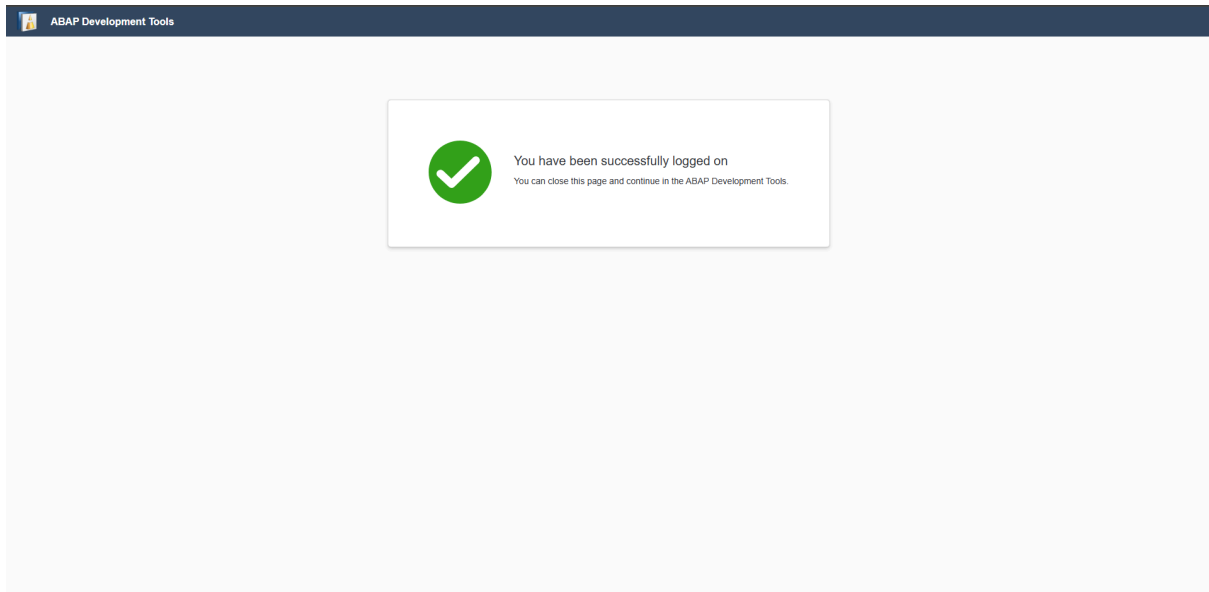 ABAP Development Tools
You have been successfully logged on
You can close this page and continue in the ABAP Development Tools.